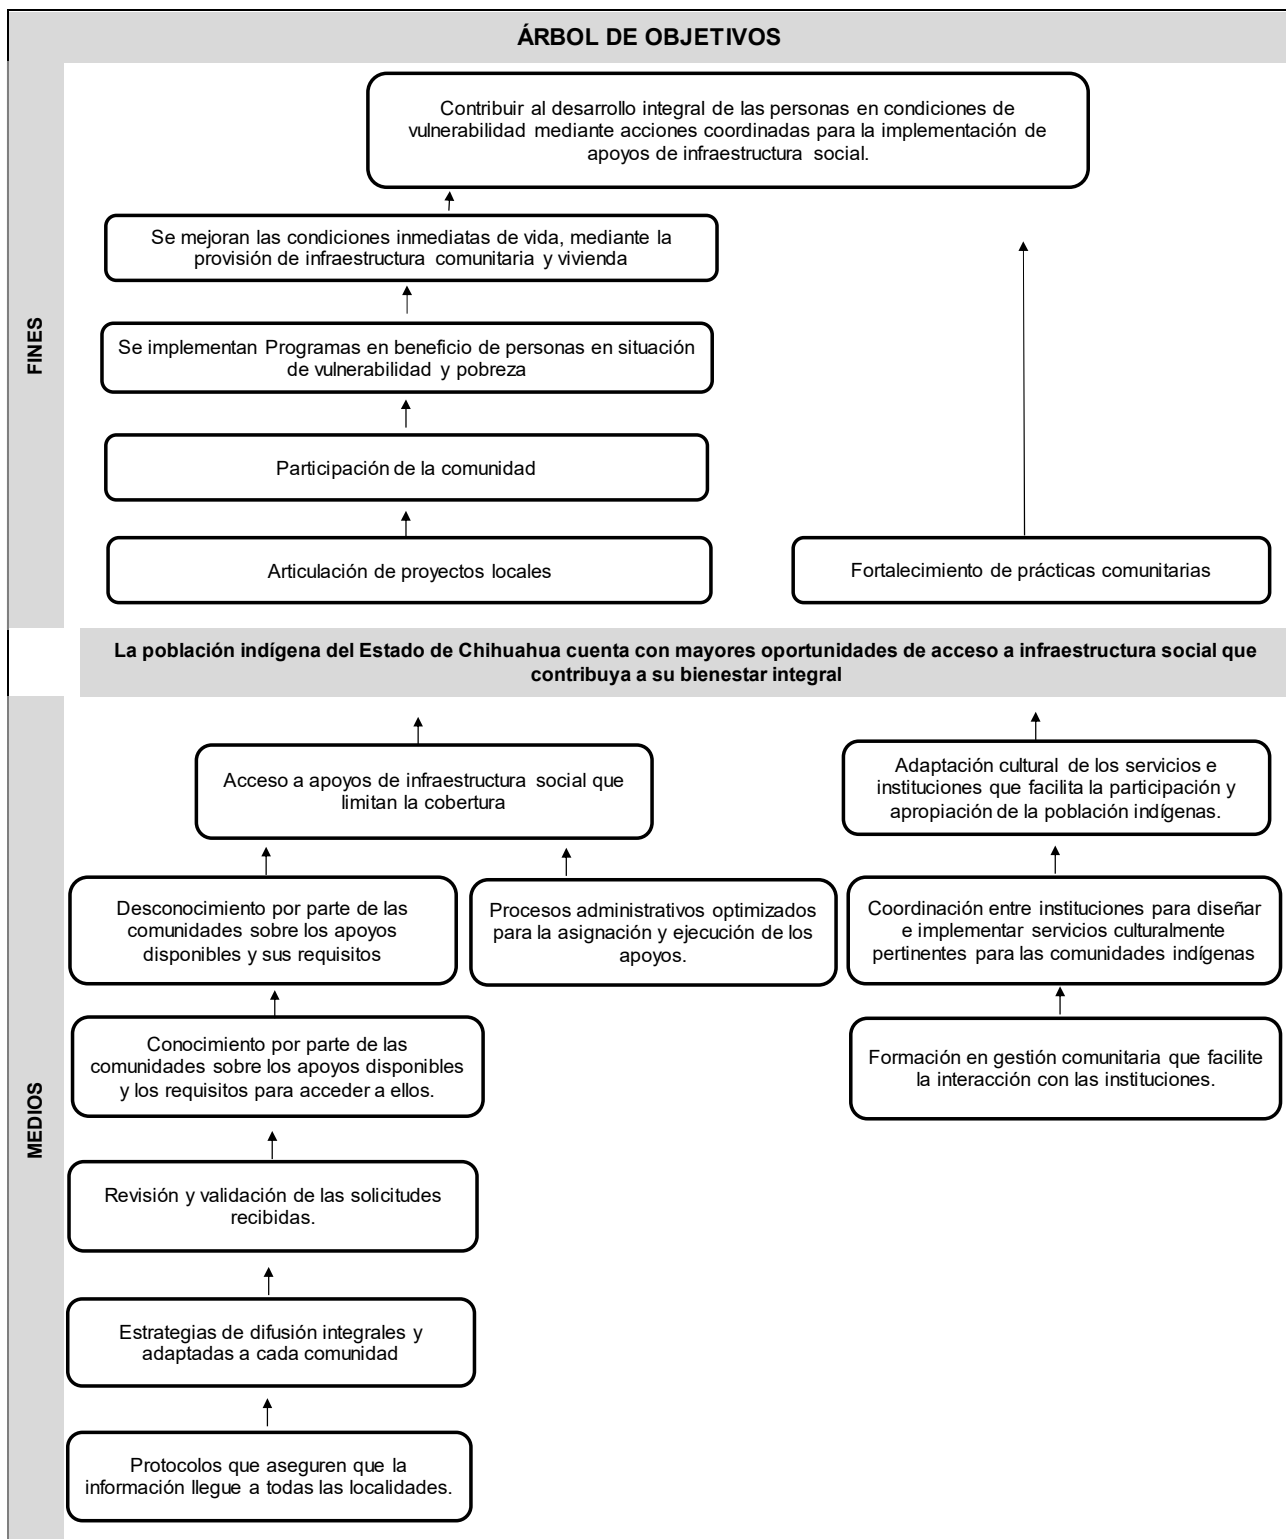 ÁRBOL DE OBJETIVOS
FINES
Contribuir al desarrollo integral de las personas en condiciones de
vulnerabilidad mediante acciones coordinadas para la implementación de
apoyos de infraestructura social.
Se mejoran las condiciones inmediatas de vida, mediante la
provisión de infraestructura comunitaria y vivienda
Se implementan Programas en beneficio de personas en situación
de vulnerabilidad y pobreza
Participación de la comunidad
Articulación de proyectos locales
Fortalecimiento de prácticas comunitarias
La población indígena del Estado de Chihuahua cuenta con mayores oportunidades de acceso a infraestructura social que
contribuya a su bienestar integral
MEDIOS
Acceso a apoyos de infraestructura social que
limitan la cobertura
Adaptación cultural de los servicios e
instituciones que facilita la participación y
apropiación de la población indígenas.
Desconocimiento por parte de las
comunidades sobre los apoyos
disponibles y sus requisitos
Procesos administrativos optimizados
para la asignación y ejecución de los
apoyos.
Coordinación entre instituciones para diseñar
e implementar servicios culturalmente
pertinentes para las comunidades indígenas
Conocimiento por parte de las
comunidades sobre los apoyos disponibles
y los requisitos para acceder a ellos.
Formación en gestión comunitaria que facilite
la interacción con las instituciones.
Revisión y validación de las solicitudes
recibidas.
Estrategias de difusión integrales y
adaptadas a cada comunidad
Protocolos que aseguren que la
información llegue a todas las localidades.